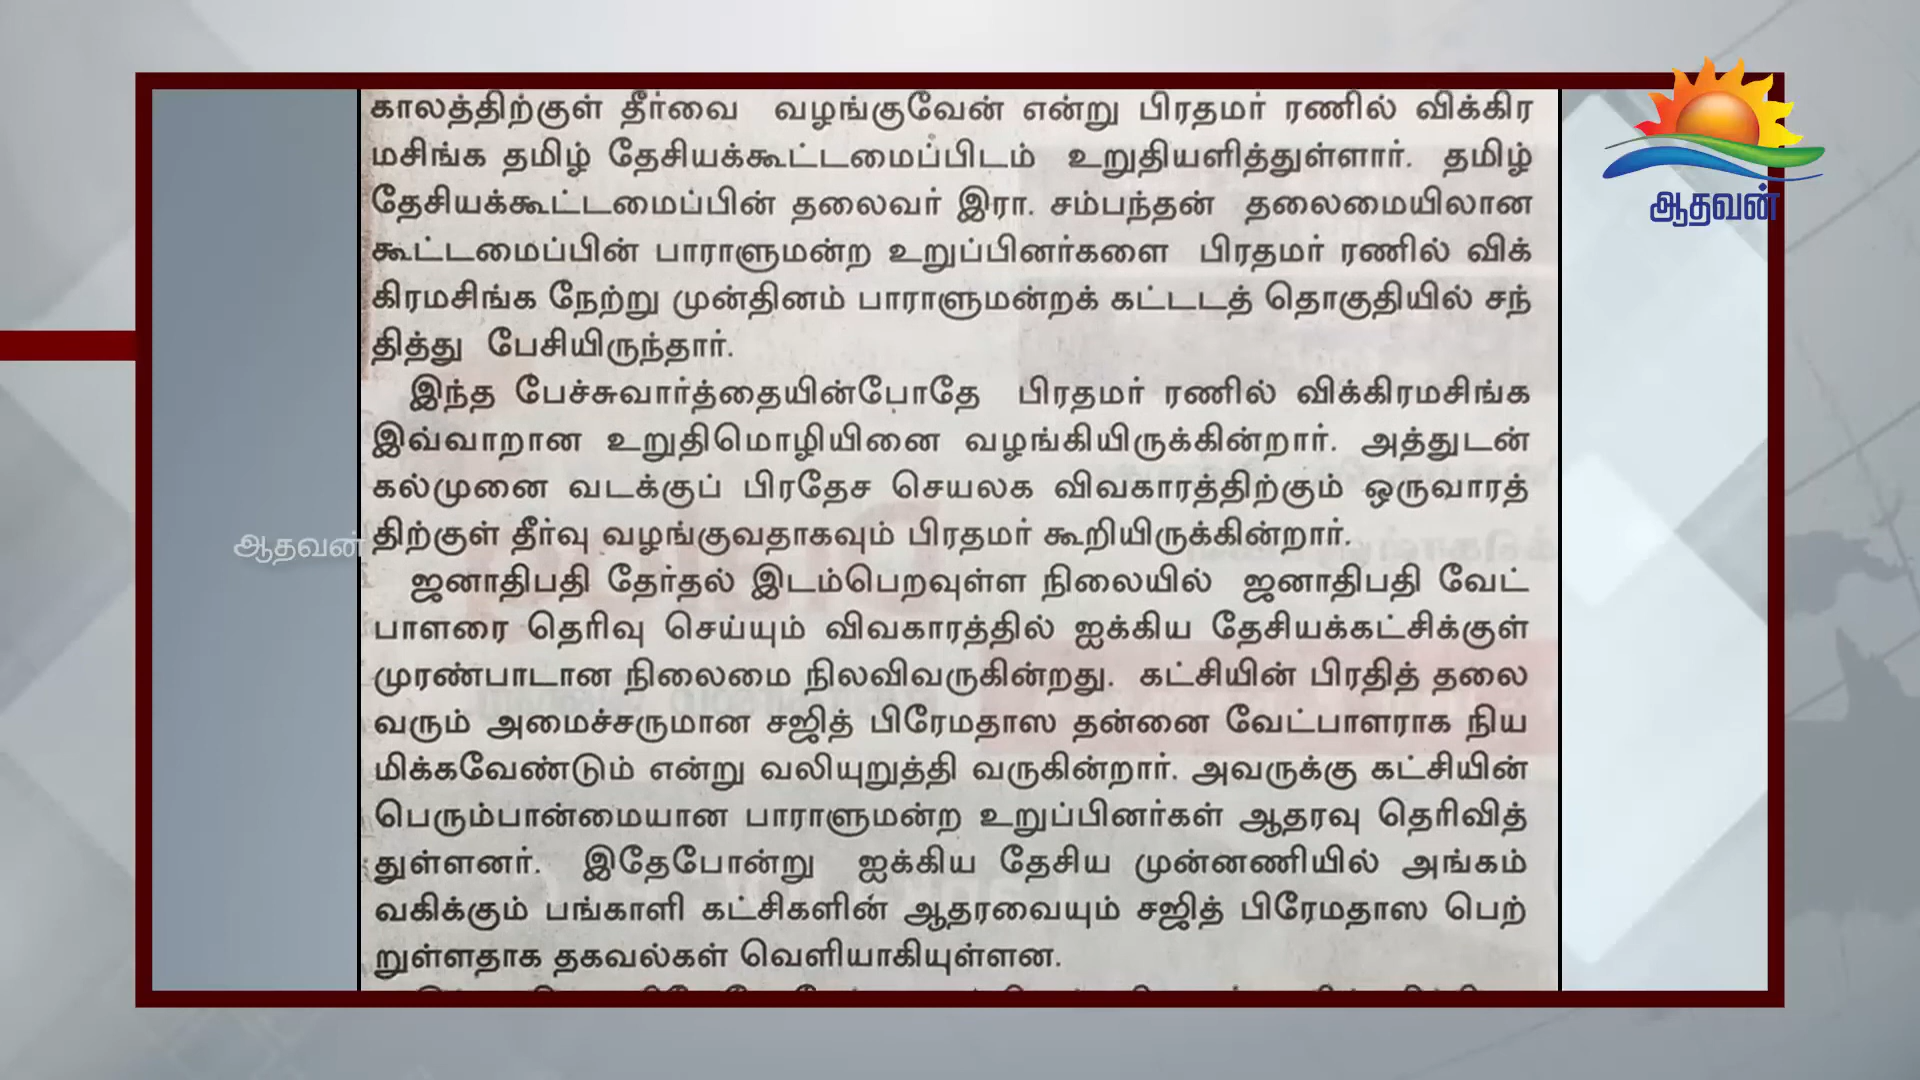 காலத்திற்குள் தீர்வை வழங்குவேன் என்று பிரதமர் ரணில் விக்கிர
மசிங்க தமிழ் தேசியக்கூட்டமைப்பிடம் உறுதியளித்துள்ளார். தமிழ்
தேசியக்கூட்டமைப்பின் தலைவர் இரா. சம்பந்தன் தலைமையிலான
கூட்டமைப்பின் பாராளுமன்ற உறுப்பினர்களை பிரதமர் ரணில் விக்
கிரமசிங்க நேற்று முன்தினம் பாராளுமன்றக் கட்டடத் தொகுதியில் சந்
தித்து பேசியிருந்தார்.
இந்த பேச்சுவார்த்தையின்போதே பிரதமர் ரணில் விக்கிரமசிங்க
இவ்வாறான உறுதிமொழியினை வழங்கியிருக்கின்றார். அத்துடன்
கல்முனை வடக்குப் பிரதேச செயலக விவகாரத்திற்கும் ஒருவாரத்
திற்குள் தீர்வு வழங்குவதாகவும் பிரதமர் கூறியிருக்கின்றார்.
ஜனாதிபதி தேர்தல் இடம்பெறவுள்ள நிலையில் ஜனாதிபதி வேட்
பாளரை தெரிவு செய்யும் விவகாரத்தில் ஐக்கிய தேசியக்கட்சிக்குள்
முரண்பாடான நிலைமை நிலவிவருகின்றது. கட்சியின் பிரதித் தலை
வரும் அமைச்சருமான சஜித் பிரேமதாஸ தன்னை வேட்பாளராக நிய
மிக்கவேண்டும் என்று வலியுறுத்தி வருகின்றார். அவருக்கு கட்சியின்
பெரும்பான்மையான பாராளுமன்ற உறுப்பினர்கள் ஆதரவு தெரிவித்
துள்ளனர். இதேபோன்று ஐக்கிய தேசிய முன்னணியில் அங்கம்
வகிக்கும் பங்காளி கட்சிகளின் ஆதரவையும் சஜித் பிரேமதாஸ பெற்
றுள்ளதாக தகவல்கள் வெளியாகியுள்ளன.
ஆதவன்
ஆதவன்